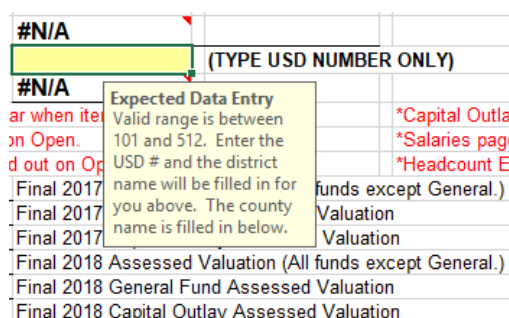 #N/A
(TYPE USD NUMBER ONLY)
#N/A
Expected Data Entry
Valid range is between
101 and 512. Enter the
USD # and the district
name will be filled in for
you above. The county
name is filled in below.
ar when
*Capital
on Open.
*Salaries
d out on
*Headcount
Final 2017 funds except General.)
Final 2017 Valuation
Final 2017 Valuation
Final 2018 Assessed Valuation (All funds except General.)
Final 2018 General Fund Assessed Valuation
Final 2018 Capital Outlay Assessed Valuation